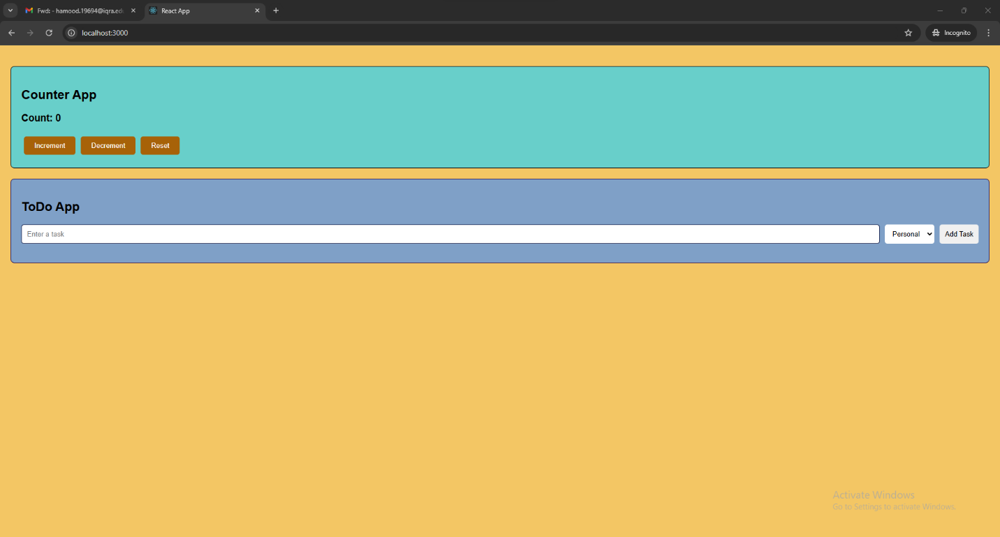 Fwd: - hamood.19694@iqra.edu
React App
localhost:3000
Incognito
Counter App
Count: 0
Increment Decrement Reset
ToDo App
Enter a task Personal Add Task
Activate Windows
Go to Settings to activate Windows.